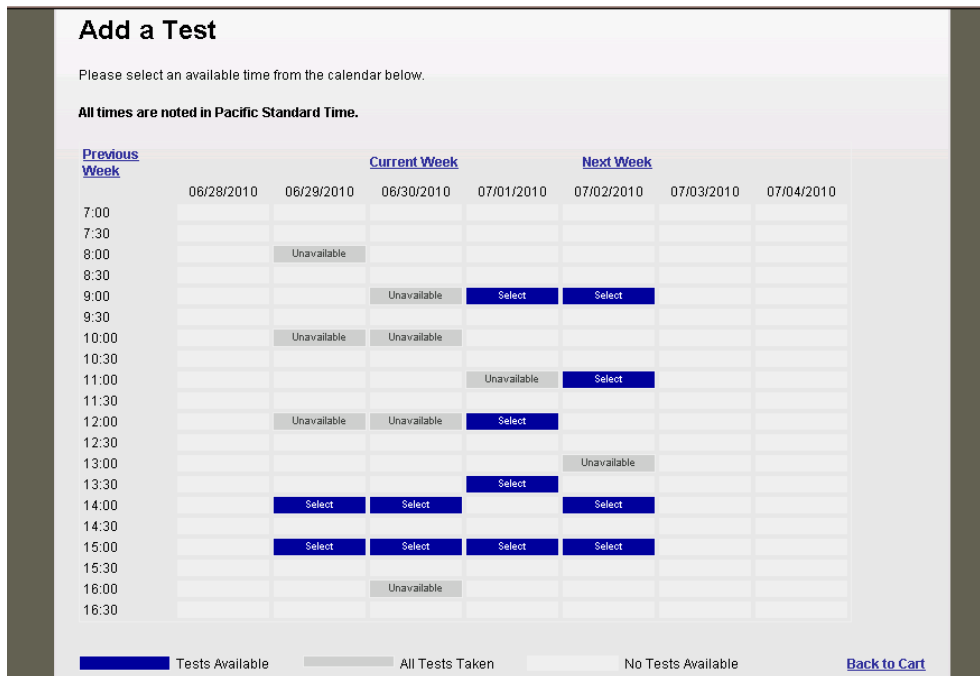 Add a Test
Please select an available time from the calendar below.
All times are noted in Pacific Standard Time.
Previous Week Current Week Next Week
06/28/2010 06/29/2010 06/30/2010 07/01/2010 07/02/2010 07/03/2010 07/04/2010
7:00
7:30
8:00 Unavailable
8:30
9:00 Unavailable Select Select
9:30
10:00 Unavailable Unavailable
10:30
11:00 Unavailable Select
11:30
12:00 Unavailable Unavailable Select
12:30
13:00 Unavailable
13:30 Select
14:00 Select Select Select
14:30
15:00 Select Select Select Select
15:30
16:00 Unavailable
16:30
Tests Available All Tests Taken No Tests Available Back to Cart